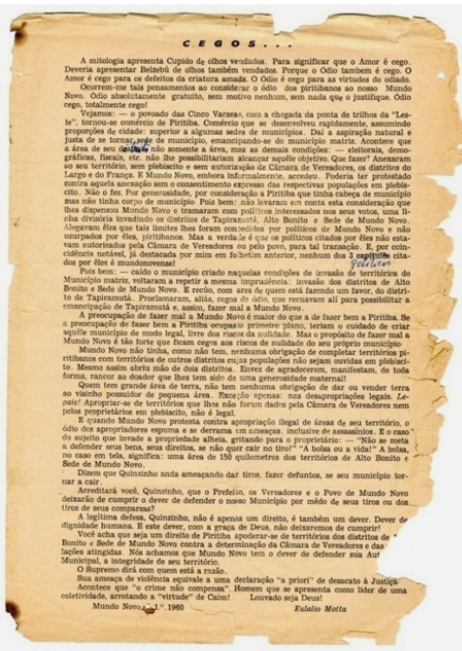 CEGOS...
A mitologia apresenta Cupido de olhos vendados. Para significar que o Amor é cego.
Deveria apresentar Belzebú de olhos também vendados. Porque o Ódio tambem é cego. O
Amor é cego para os defeitos da criatura amada. O Ódio é cego para as virtudes do odiado.
Ocorrem-me tais pensamentos ao considerar o ódio dos piritibanos ao nosso Mundo
Novo. Ódio absolutamente gratuito, sem motivo nenhum, sem nada que o justifique. Ódio
cego, totalmente cego!
Vejamos: — o povoado das Cinco Varzeas, com a chegada da ponta de trilhos da "Les-
te", tornou-se comércio de Piritiba. Comércio que se desenvolveu rapidamente, assumindo
proporções de cidade: superior a algumas sedes de municipios. Daí a aspiração natural e
justa de se tornar sede de município, emancipando-se do município matriz. Acontece que
a área de seu não somente a área, mas as demais condições: — eleitorais, demo-
gráficas, fiscais, etc. não lhe possibilitariam alcançar aquêle objetivo. Que fazer! Anexaram
ao seu território, sem plebiscito e sem autorização de Câmara de Vereadores, os distritos do
Largo e do França. E Mundo Novo, embora informalmente, accedeu. Poderia ter protestado
contra aquela anexação sem o consentimento expresso das respectivas populações em plebis-
cito. Não o fez. Por generosidade, por consideração a Piritiba que tinha cabeça de município
mas não tinha corpo de município. Pois bem: não levaram em conta esta consideração que
lhes dispensou Mundo Novo e tramaram com políticos interessados nos seus votos, uma li-
nha divisória invadindo os distritos de Tapiramutá, Alto Bonito e Sede de Mundo Novo.
Alegavam êles que tais limites lhes foram concedidos por políticos de Mundo Novo e não
usurpados por êles, piritibanos. Mas a verdade é que os políticos citados por êles não esta-
vam autorizados pela Câmara de Vereadores ou pelo povo, para tal transação. E, por coin-
cidência notável, já destacada por mim em folhetim anterior, nenhum dos 3 capítulos cita-
políticos
dos por êles é mundonovense!
Pois bem: — caído o município criado naquelas condições de invasão de territórios do
Município matriz, voltaram a repetir a mesma imprudência: invasão dos distritos de Alto
Bonito e Sede de Mundo Novo. E recúo, com ares de quem está fazendo um favor, do distri-
to de Tapiramutá. Proclamaram, aliás, cegos de ódio, que recuavam ali para possibilitar a
emancipação de Tapiramutá e, assim, fazer mal a Mundo Novo.
A preocupação de fazer mal a Mundo Novo é maior do que a de fazer bem a Piritiba. Se
a preocupação de fazer bem a Piritiba ocupasse primeiro plano, teriam o cuidado de criar
aquêle município de modo legal, livre dos riscos da nulidade. Mas o propósito de fazer mal a
Mundo Novo é tão forte que ficam cegos aos riscos de nulidade do seu próprio município.
Mundo Novo não tinha, como não tem, nenhuma obrigação de completar territórios pi-
ritibanos com territórios de outros distritos cujas populações não sejam ouvidas em plebisci-
to. Mesmo assim abriu mão de dois distritos. Envez de agradecerem, manifestam, de toda
forma, rancor ao doador que lhes tem sido de uma generosidade maternal!
Quem tem grande área de terra, não tem nenhuma obrigação de dar ou vender terra
ao visinho possuidor de pequena área. Exceção apenas: nas desapropriações legais. Le-
gais! Apropriar-se de territórios que lhes não foram dados pela Câmara de Vereadores nem
pelos proprietários em plebiscito, não é legal.
E quando Mundo Novo protesta contra apropriação ilegal de áreas de seu território, o
ódio dos apropriadores espuma e se derrama em ameaças. inclusive de assassínios. E o caso
do sujeito que invade a propriedade alheia, gritando para o proprietário: — "Não se meta
a defender seus bens, seus direitos, se não quer cair no tiro!" "A bolsa ou a vida!" A bolsa,
no caso em tela, significa: uma área de 150 quilometros dos territórios de Alto Bonito e
Sede de Mundo Novo.
Dizem que Quinzinho anda ameaçando dar tiros, fazer defuntos, se seu município tor-
nar a cair.
Acreditará você, Quinzinho, que o Prefeito, os Vereadores e o Povo de Mundo Novo
deixarão de cumprir o dever de defender o nosso Município por mêdo de seus tiros ou dos
tiros de seus comparsas?
A legítima defesa, Quinzinho, não é apenas um direito, é também um dever. Dever de
dignidade humana. E este dever, com a graça de Deus, não deixaremos de cumprir!
Você acha que seja um direito de Piritiba apoderar-se de territórios dos distritos de
Bonito e Sede de Mundo Novo contra a determinação da Câmara de Vereadores e das
lações atingidas. Nós achamos que Mundo Novo tem o dever de defender sua Aut
Municipal, a integridade de seu território.
O Supremo dirá com quem está a razão.
Sua ameaça de violência equivale a uma declaração "a priori" de desacato à Justiça.
Acontece que "o crime não compensa". Homem que se apresenta como líder de uma
coletividade, arrotando a "virtude" de Caim! Louvado seja Deus!
Mundo Novo, 1.º. 1960 Eulalio Motta